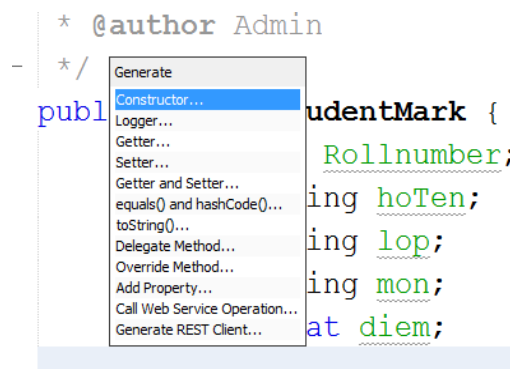 * @author Admin
*/
publ
udentMark {
Rollnumber;
ing hoTen;
ing lop;
ing mon;
at diem;
Generate
Constructor...
Logger...
Getter...
Setter...
Getter and Setter...
equals() and hashCode()...
toString()...
Delegate Method...
Override Method...
Add Property...
Call Web Service Operation...
Generate REST Client...